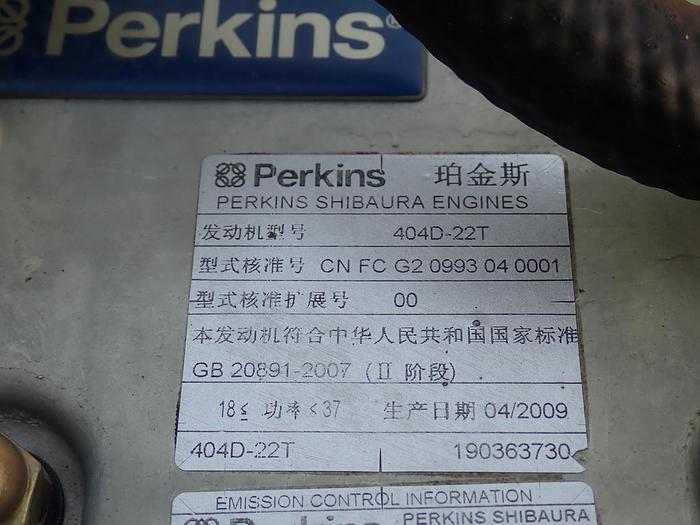 Perkins®
Perkins 珀金斯
PERKINS SHIBAURA ENGINES
发动机型号 404D-22T
型式核准号 CN FC G2 0993 04 0001
型式核准扩展号 00
本发动机符合中华人民共和国国家标准
GB 20891-2007 (II 阶段)
18≤ 功率<37 生产日期 04/2009
404D-22T 190363730
EMISSION CONTROL INFORMATION
Perkins PERKINS SHIBAURA